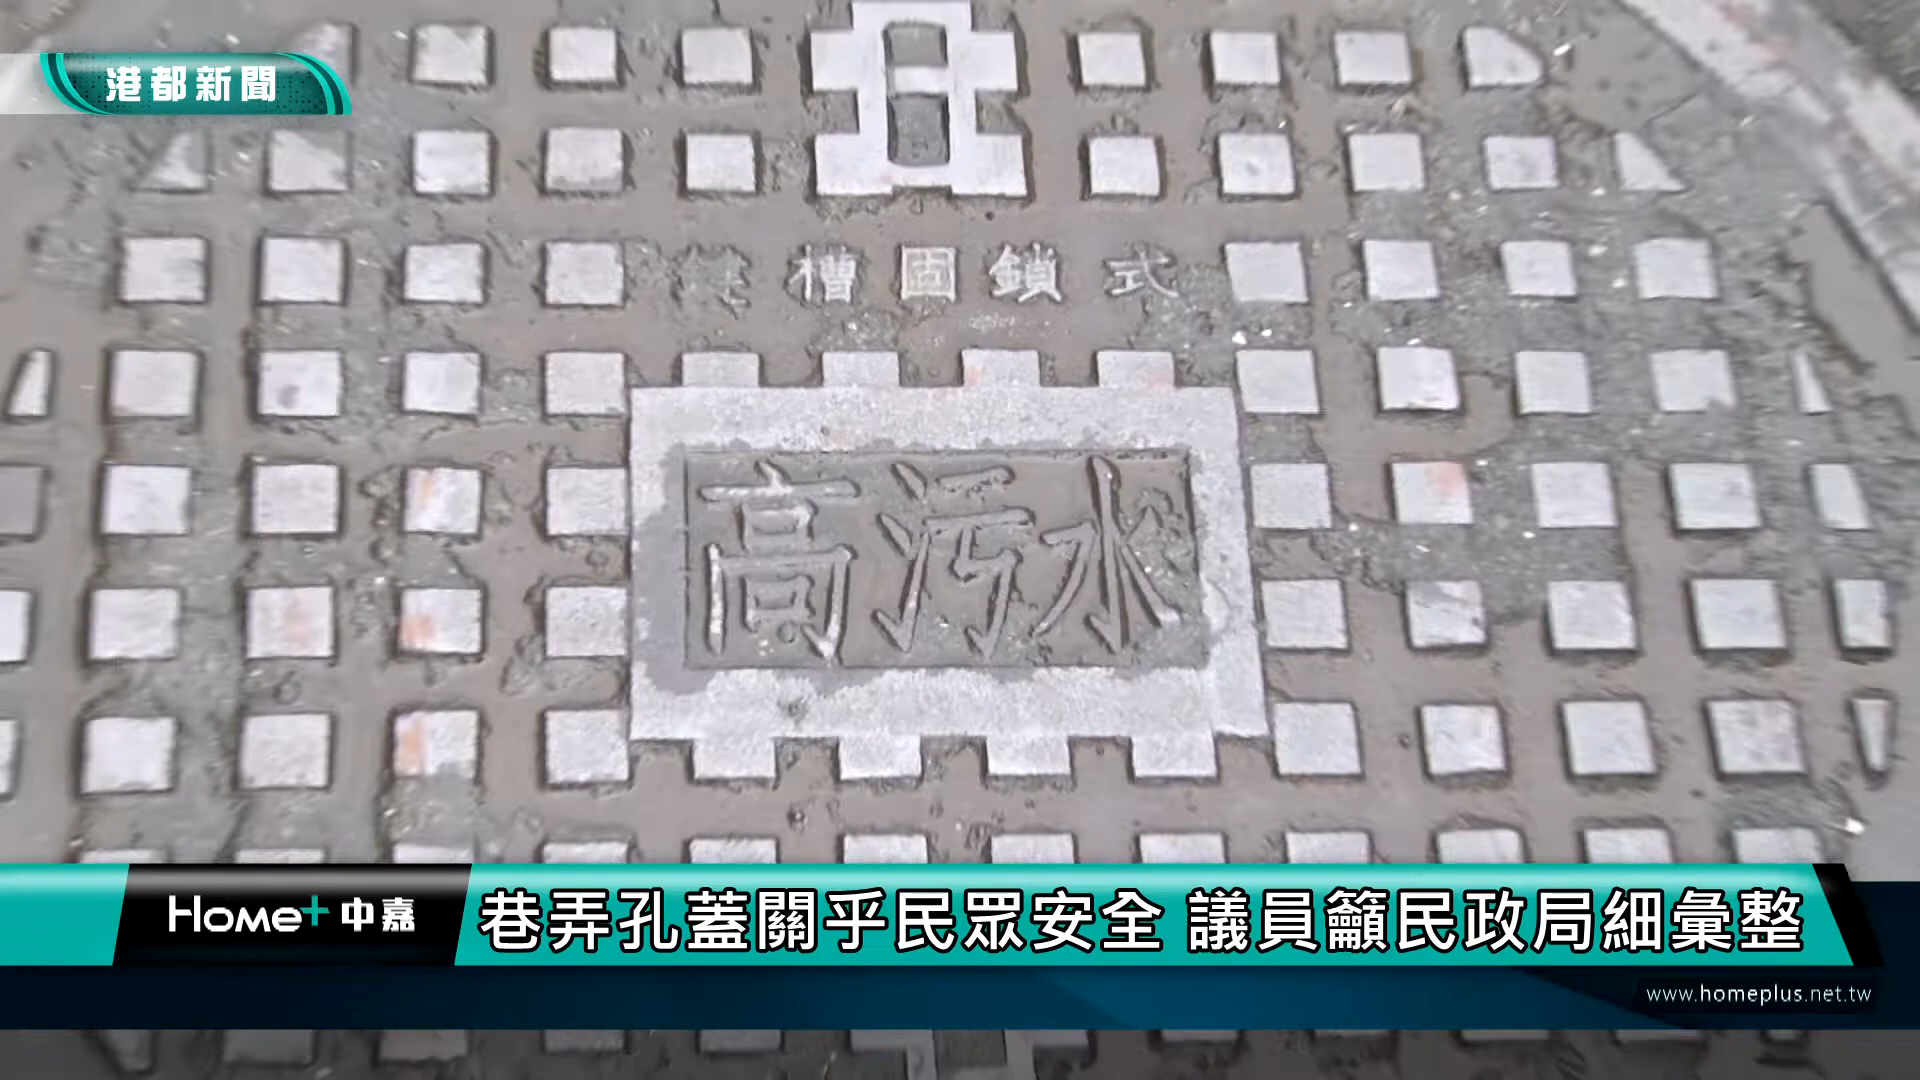 港都新聞
槽固鎖式
高污水
Home+中嘉
巷弄孔蓋關乎民眾安全 議員籲民政局細彙整
www.homeplus.net.tw